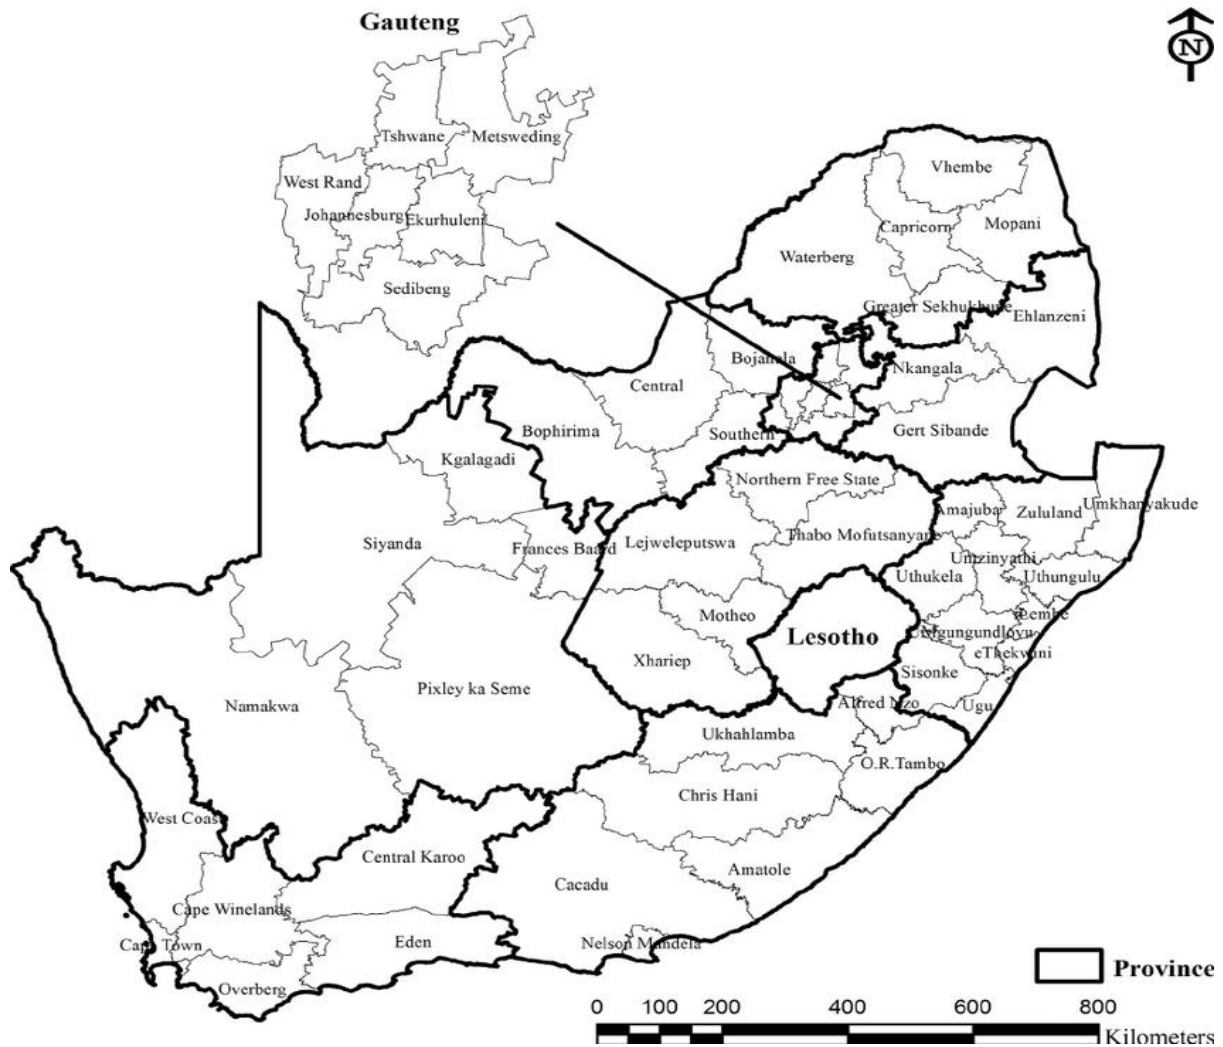 Gauteng
N
Tshwane
Metsweding
West Rand
Johannesburg
Ekurhuleni
Sedibeng
Vhembe
Capricorn
Mopani
Waterberg
Greater Sekhukhune
Ehlanzeni
Bojanala
Nkangala
Central
Southern
Gert Sibande
Bophirima
Kgalagadi
Northern Free State
Amajuba
Zululand
Umkhanyakude
Siyanda
Frances Baard
Lejweleputswa
Thabo Mofutsanyane
Umzinyathi
Uthukela
Uthungulu
Motheo
Lesotho
iLembe
UMgungundlovu
eThekwini
Xhariep
Sisonke
Pixley ka Seme
Namakwa
Alfred Nzo
Ugu
Ukhahlamba
O.R.Tambo
Chris Hani
West Coast
Central Karoo
Amatole
Cacadu
Cape Winelands
Cape Town
Eden
Nelson Mandela
Overberg
Province
0 100 200 400 600 800
Kilometers